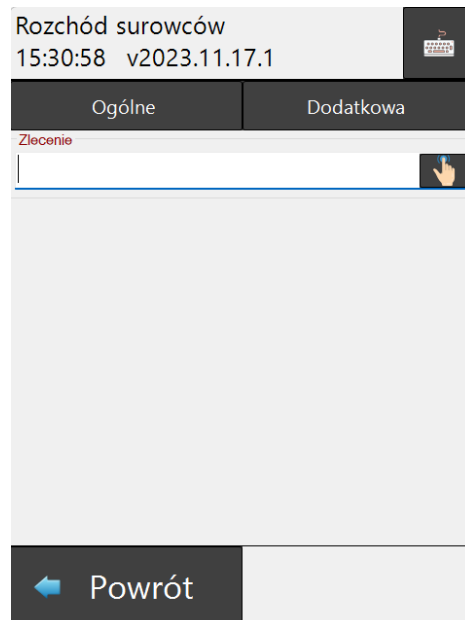 Rozchód surowców
15:30:58 v2023.11.17.1
Ogólne Dodatkowa
Zlecenie
Powrót